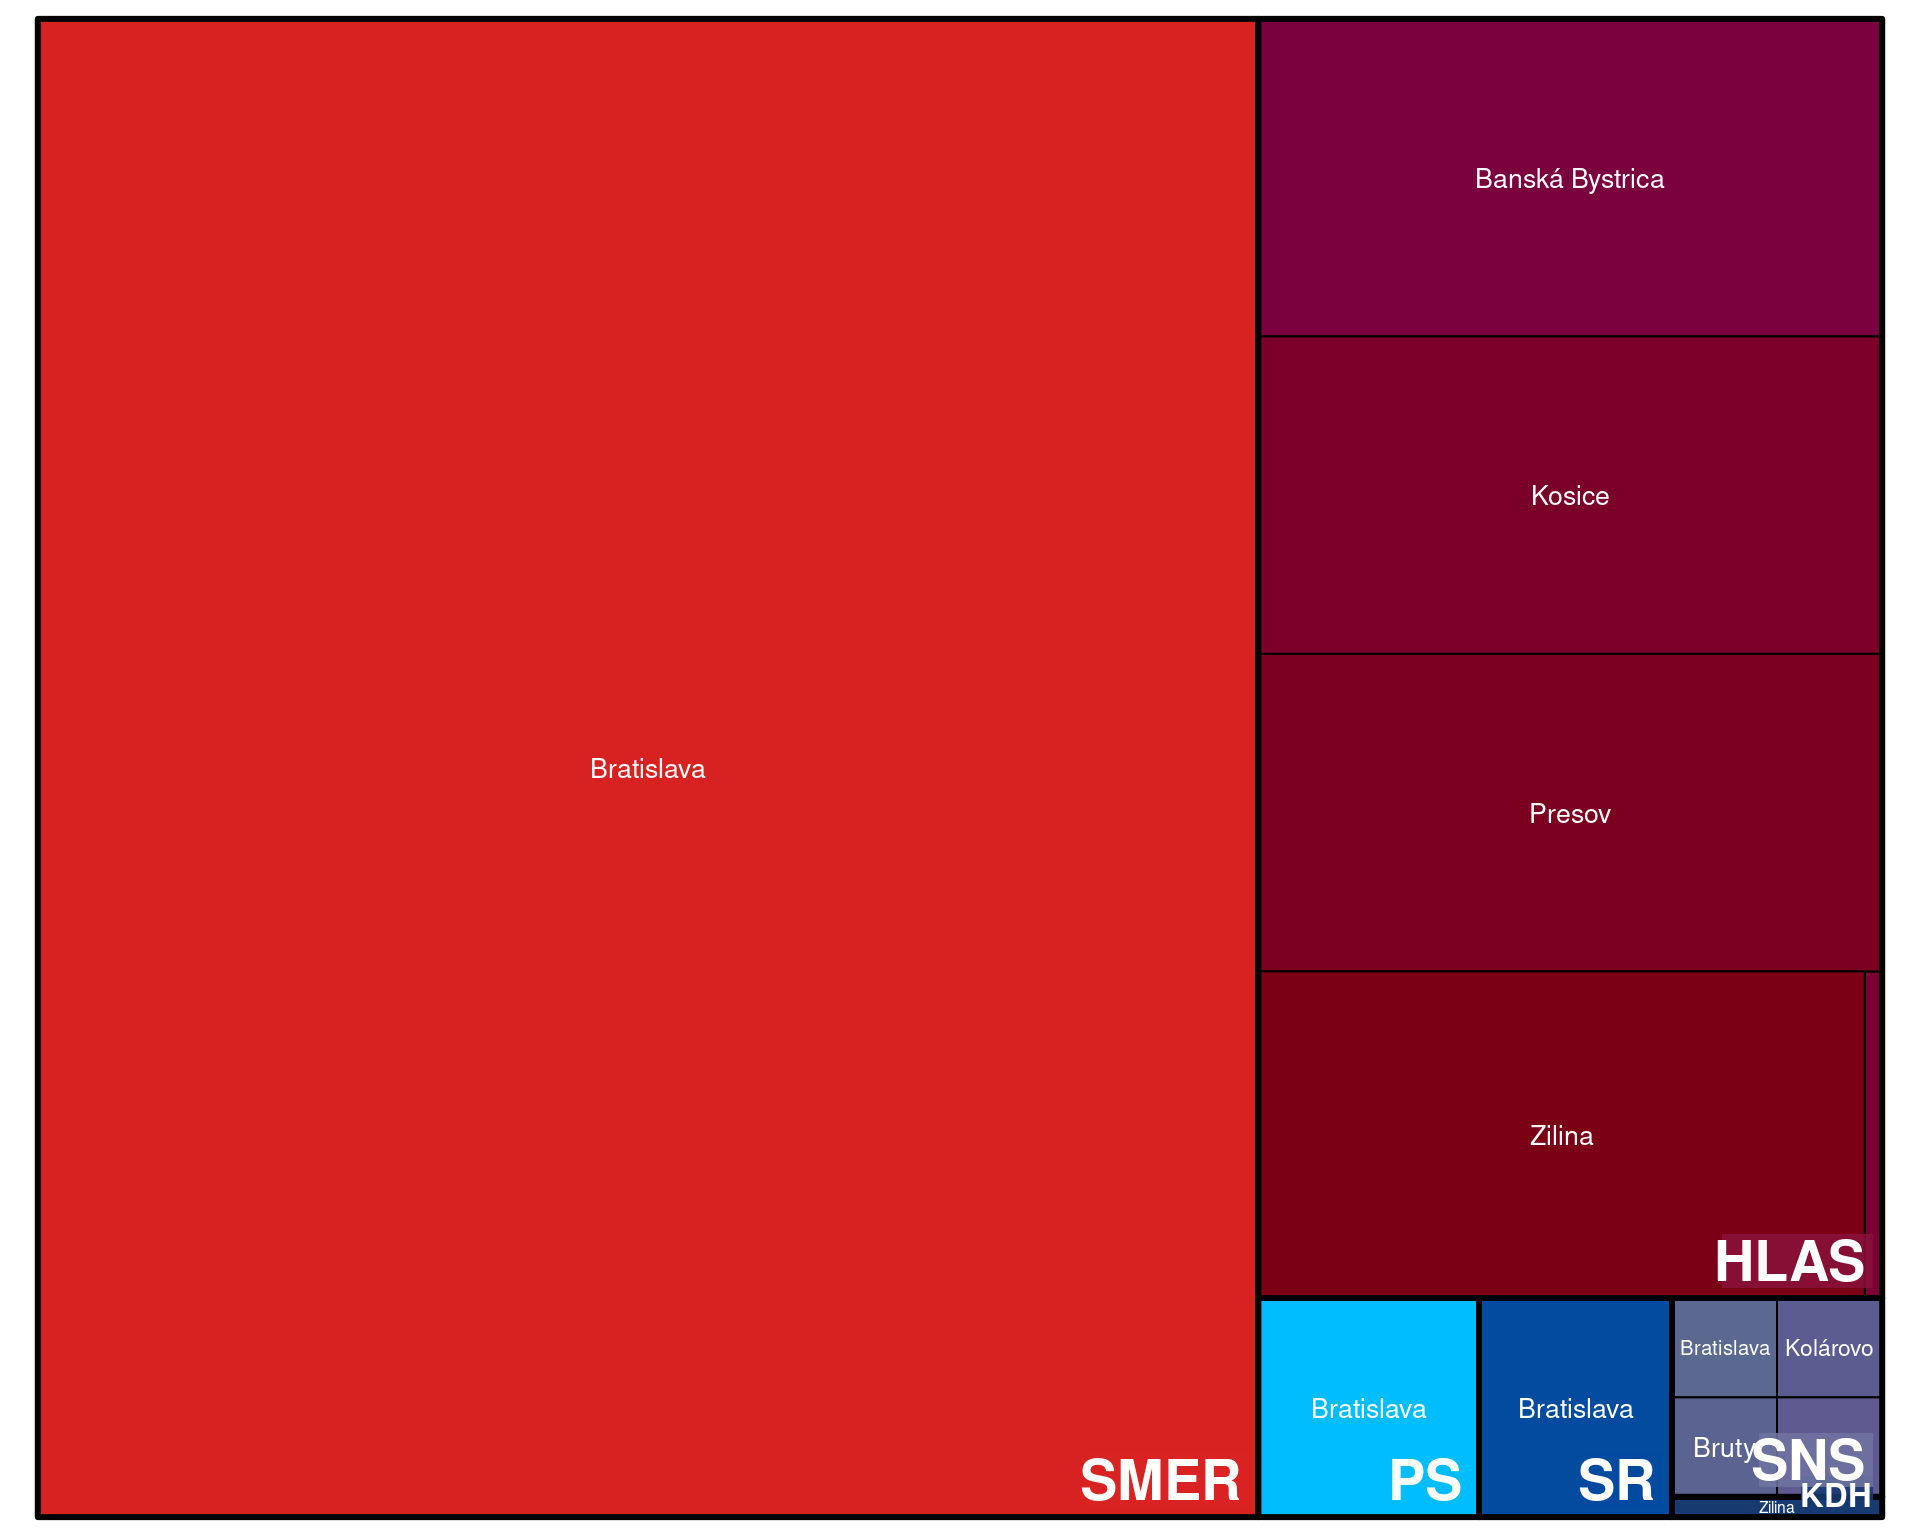 Banská Bystrica
Kosice
Bratislava
Presov
Zilina
HLAS
Bratislava
Kolárovo
Bratislava
Bratislava
Bruty
SNS
SMER
PS
SR
KDH
Zilina